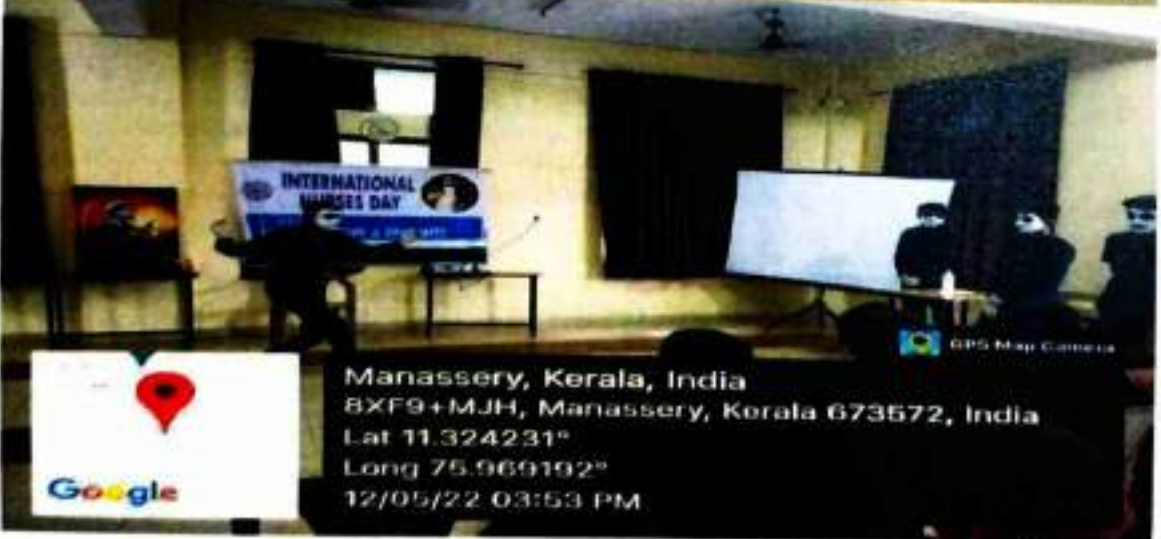 INTERNATIONAL
NURSES DAY
GPS Map Camera
Manassery, Kerala, India
8XF9+MJH, Manassery, Kerala 673572, India
Lat 11.324231°
Long 75.969192°
12/05/22 03:53 PM
Google